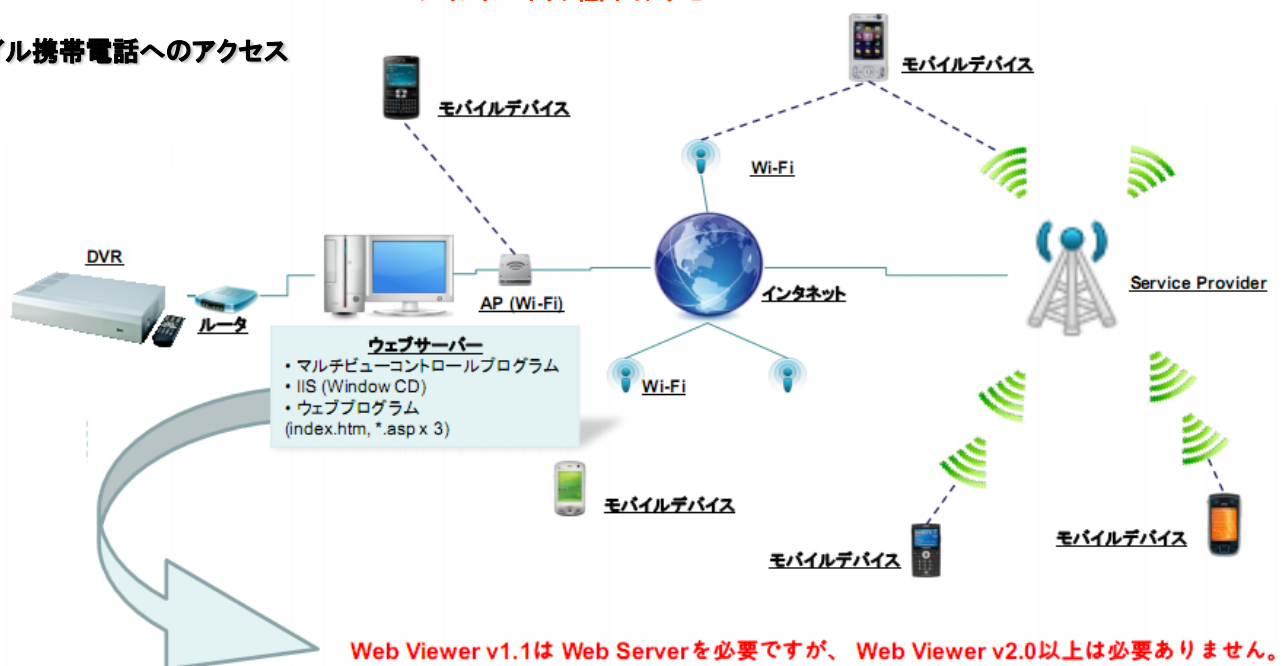 イル携帯電話へのアクセス
モバイルデバイス
モバイルデバイス
Wi-Fi
DVR
ルータ
AP (Wi-Fi)
インタネット
Service Provider
ウェブサーバー
・マルチビューコントロールプログラム
・IIS (Window CD)
・ウェブプログラム
(index.htm, *.asp x 3)
Wi-Fi
モバイルデバイス
モバイルデバイス
モバイルデバイス
Web Viewer v1.1は Web Serverを必要ですが、 Web Viewer v2.0以上は必要ありません。